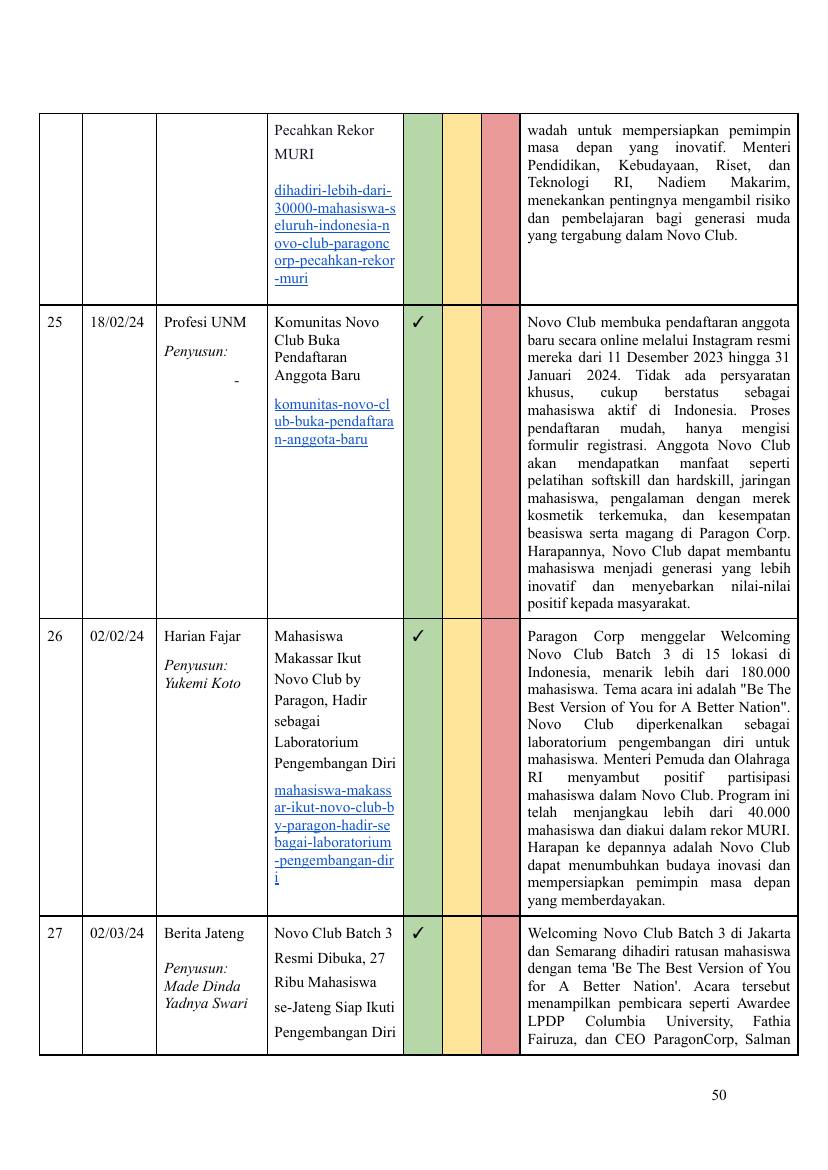 Pecahkan Rekor
MURI
dihadiri-lebih-dari-
30000-mahasiswa-s
eluruh-indonesia-n
ovo-club-paragonc
orp-pecahkan-rekor
-muri
wadah untuk mempersiapkan pemimpin
masa depan yang inovatif. Menteri
Pendidikan, Kebudayaan, Riset, dan
Teknologi RI, Nadiem Makarim,
menekankan pentingnya mengambil risiko
dan pembelajaran bagi generasi muda
yang tergabung dalam Novo Club.
25
18/02/24
Profesi UNM
Penyusun:
-
Komunitas Novo
Club Buka
Pendaftaran
Anggota Baru
komunitas-novo-cl
ub-buka-pendaftara
n-anggota-baru
✓
Novo Club membuka pendaftaran anggota
baru secara online melalui Instagram resmi
mereka dari 11 Desember 2023 hingga 31
Januari 2024. Tidak ada persyaratan
khusus, cukup berstatus sebagai
mahasiswa aktif di Indonesia. Proses
pendaftaran mudah, hanya mengisi
formulir registrasi. Anggota Novo Club
akan mendapatkan manfaat seperti
pelatihan softskill dan hardskill, jaringan
mahasiswa, pengalaman dengan merek
kosmetik terkemuka, dan kesempatan
beasiswa serta magang di Paragon Corp.
Harapannya, Novo Club dapat membantu
mahasiswa menjadi generasi yang lebih
inovatif dan menyebarkan nilai-nilai
positif kepada masyarakat.
26
02/02/24
Harian Fajar
Penyusun:
Yukemi Koto
Mahasiswa
Makassar Ikut
Novo Club by
Paragon, Hadir
sebagai
Laboratorium
Pengembangan Diri
mahasiswa-makass
ar-ikut-novo-club-b
y-paragon-hadir-se
bagai-laboratorium
-pengembangan-dir
i
✓
Paragon Corp menggelar Welcoming
Novo Club Batch 3 di 15 lokasi di
Indonesia, menarik lebih dari 180.000
mahasiswa. Tema acara ini adalah "Be The
Best Version of You for A Better Nation".
Novo Club diperkenalkan sebagai
laboratorium pengembangan diri untuk
mahasiswa. Menteri Pemuda dan Olahraga
RI menyambut positif partisipasi
mahasiswa dalam Novo Club. Program ini
telah menjangkau lebih dari 40.000
mahasiswa dan diakui dalam rekor MURI.
Harapan ke depannya adalah Novo Club
dapat menumbuhkan budaya inovasi dan
mempersiapkan pemimpin masa depan
yang memberdayakan.
27
02/03/24
Berita Jateng
Penyusun:
Made Dinda
Yadnya Swari
Novo Club Batch 3
Resmi Dibuka, 27
Ribu Mahasiswa
se-Jateng Siap Ikuti
Pengembangan Diri
✓
Welcoming Novo Club Batch 3 di Jakarta
dan Semarang dihadiri ratusan mahasiswa
dengan tema 'Be The Best Version of You
for A Better Nation'. Acara tersebut
menampilkan pembicara seperti Awardee
LPDP Columbia University, Fathia
Fairuza, dan CEO ParagonCorp, Salman
50